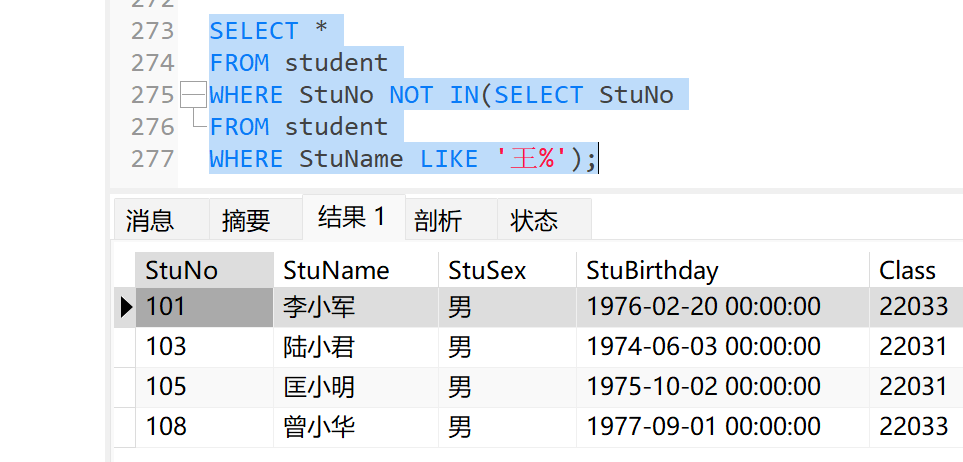 272
273 SELECT *
274 FROM student
275 WHERE StuNo NOT IN(SELECT StuNo
276 FROM student
277 WHERE StuName LIKE '王%');
消息 摘要 结果 1 剖析 状态
StuNo StuName StuSex StuBirthday Class
101 李小军 男 1976-02-20 00:00:00 22033
103 陆小君 男 1974-06-03 00:00:00 22031
105 匡小明 男 1975-10-02 00:00:00 22031
108 曾小华 男 1977-09-01 00:00:00 22033